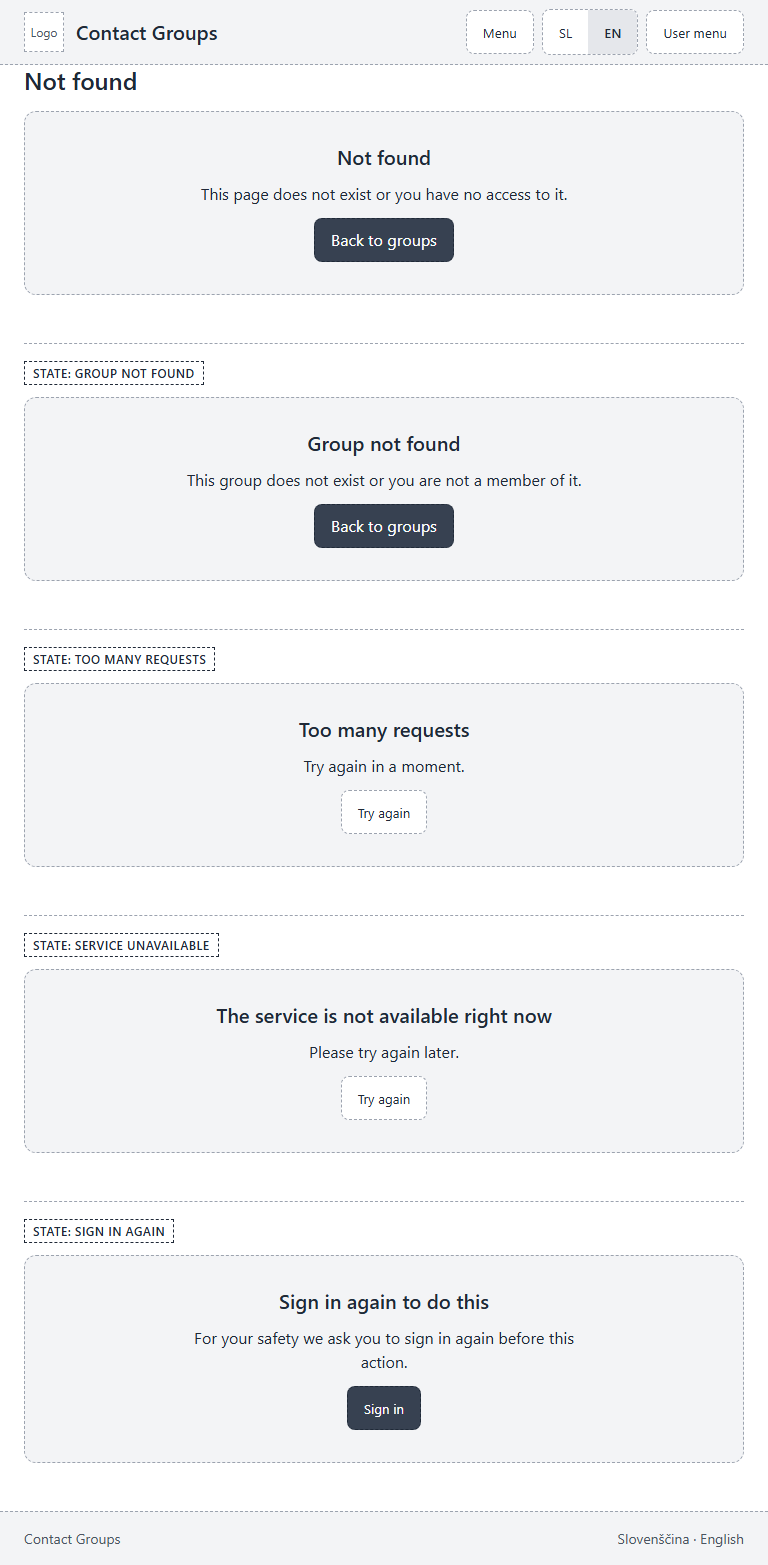 Logo
Contact Groups
Menu
SL
EN
User menu
Not found
Not found
This page does not exist or you have no access to it.
Back to groups
STATE: GROUP NOT FOUND
Group not found
This group does not exist or you are not a member of it.
Back to groups
STATE: TOO MANY REQUESTS
Too many requests
Try again in a moment.
Try again
STATE: SERVICE UNAVAILABLE
The service is not available right now
Please try again later.
Try again
STATE: SIGN IN AGAIN
Sign in again to do this
For your safety we ask you to sign in again before this
action.
Sign in
Contact Groups
Slovenščina · English